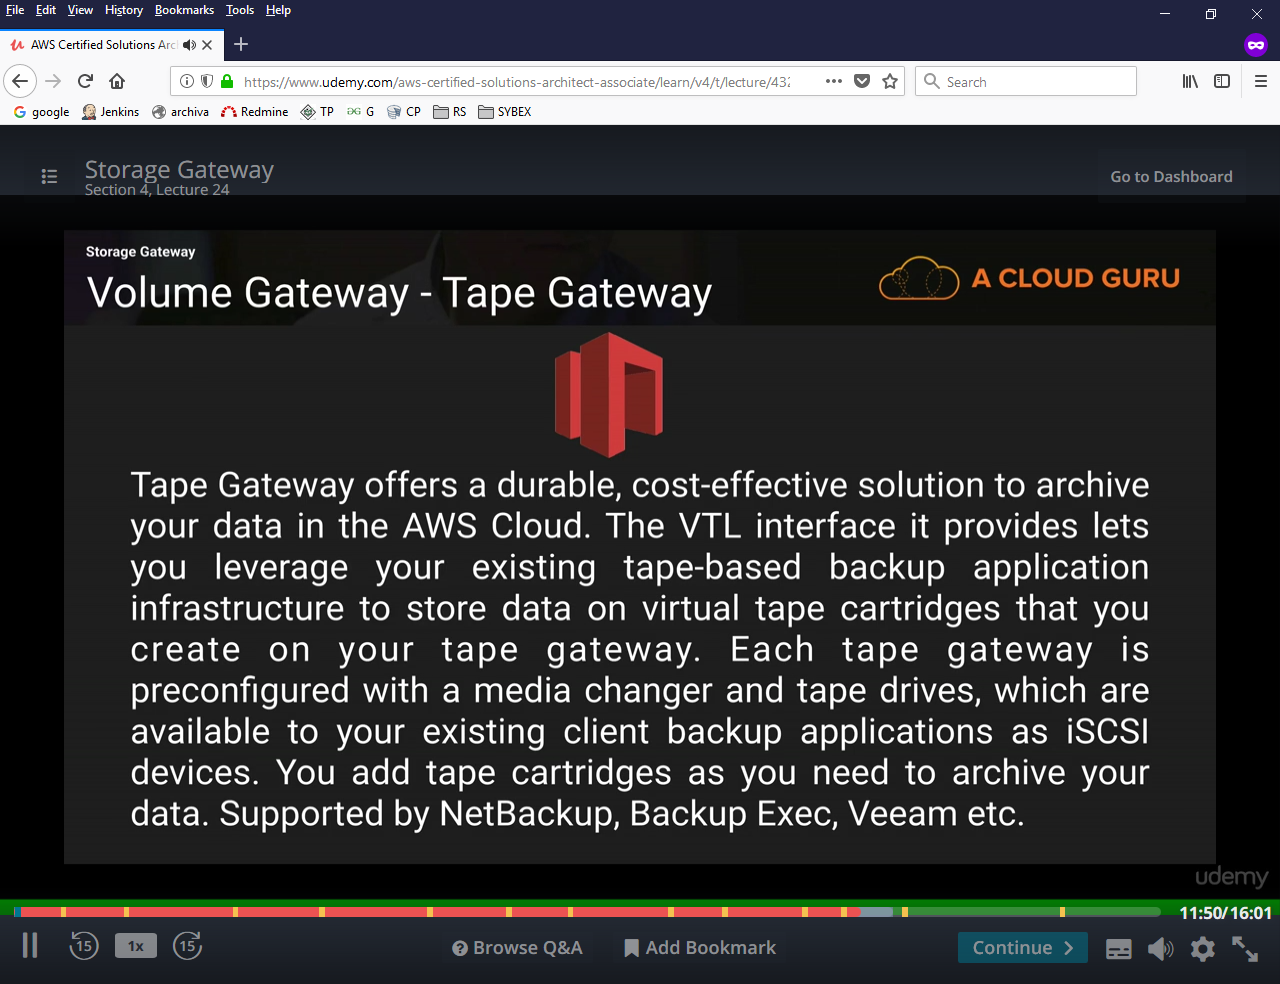 File Edit View History Bookmarks Tools Help
AWS Certified Solutions Arc
https://www.udemy.com/aws-certified-solutions-architect-associate/learn/v4/t/lecture/432
Search
google Jenkins archiva Redmine TP G CP RS SYBEX
Storage Gateway
Section 4, Lecture 24
Go to Dashboard
Storage Gateway
Volume Gateway - Tape Gateway
A CLOUD GURU
Tape Gateway offers a durable, cost-effective solution to archive
your data in the AWS Cloud. The VTL interface it provides lets
you leverage your existing tape-based backup application
infrastructure to store data on virtual tape cartridges that you
create on your tape gateway. Each tape gateway is
preconfigured with a media changer and tape drives, which are
available to your existing client backup applications as iSCSI
devices. You add tape cartridges as you need to archive your
data. Supported by NetBackup, Backup Exec, Veeam etc.
udemy
11:50/16:01
15 1x 15 Browse Q&A Add Bookmark Continue